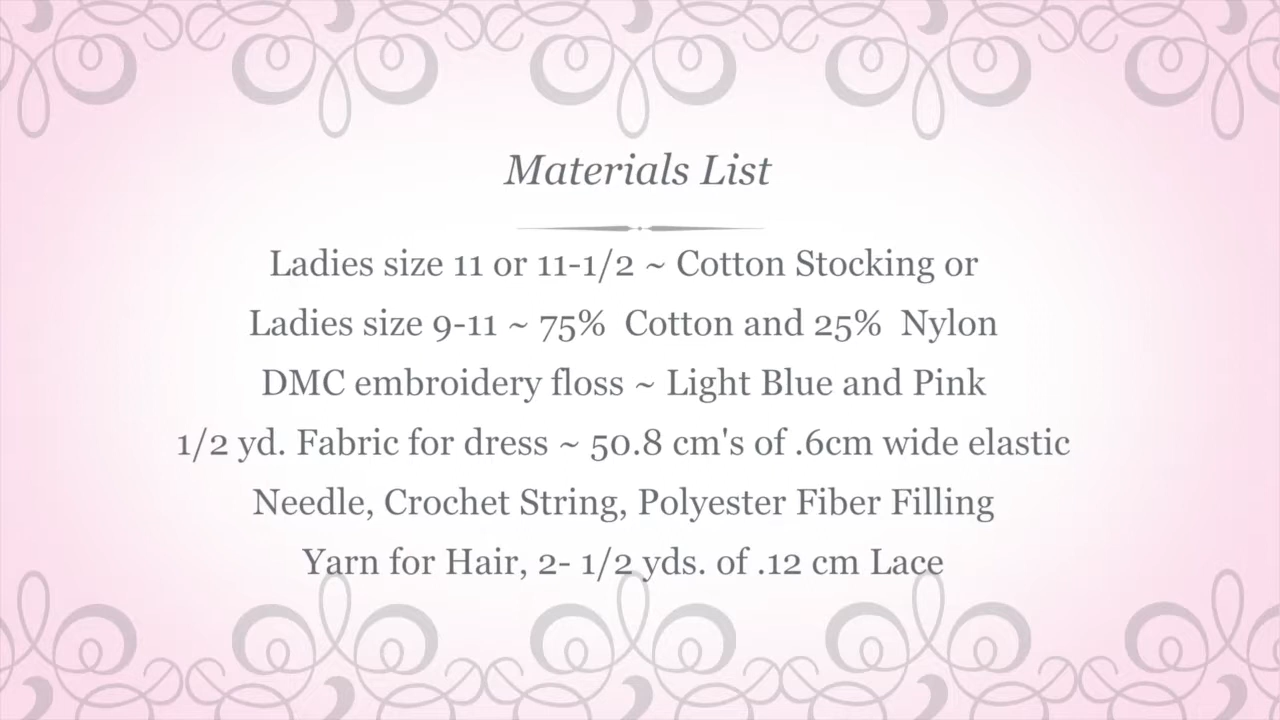 Materials List
Ladies size 11 or 11-1/2 ~ Cotton Stocking or
Ladies size 9-11 ~ 75%  Cotton and 25%  Nylon
DMC embroidery floss ~ Light Blue and Pink
1/2 yd. Fabric for dress ~ 50.8 cm's of .6cm wide elastic
Needle, Crochet String, Polyester Fiber Filling
Yarn for Hair, 2- 1/2 yds. of .12 cm Lace